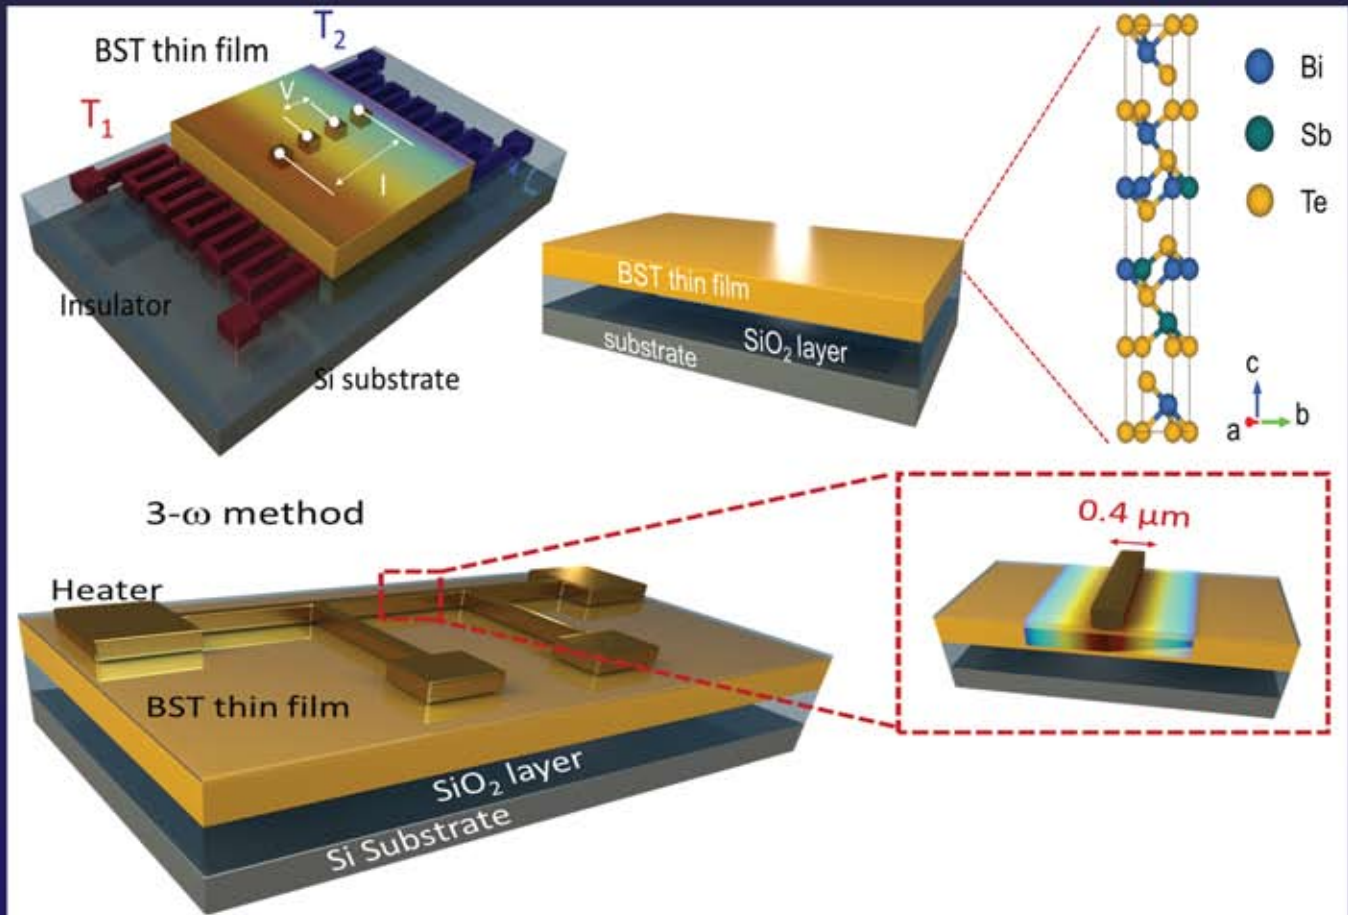 BST thin film
T₂
T₁
V
I
Insulator
Si substrate
BST thin film
SiO₂ layer
substrate
Bi
Sb
Te
c
b
a
3-ω method
Heater
BST thin film
SiO₂ layer
Si Substrate
0.4 μm